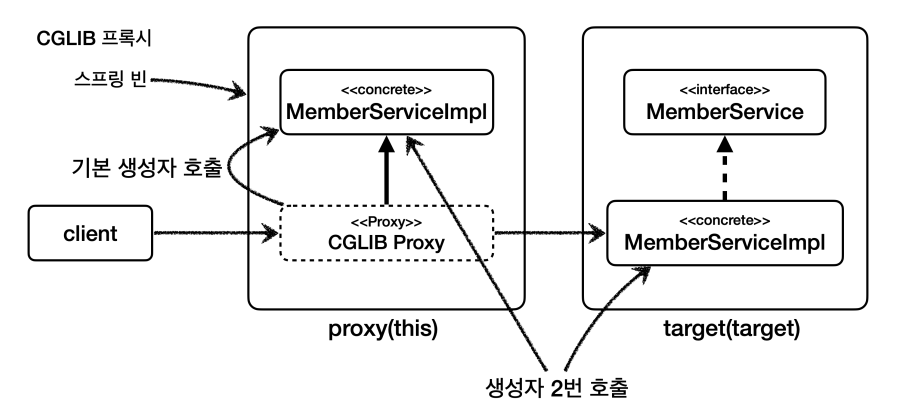 CGLIB 프록시
스프링 빈
<<concrete>>
MemberServiceImpl
<<interface>>
MemberService
기본 생성자 호출
client
<<Proxy>>
CGLIB Proxy
<<concrete>>
MemberServiceImpl
proxy(this)
target(target)
생성자 2번 호출